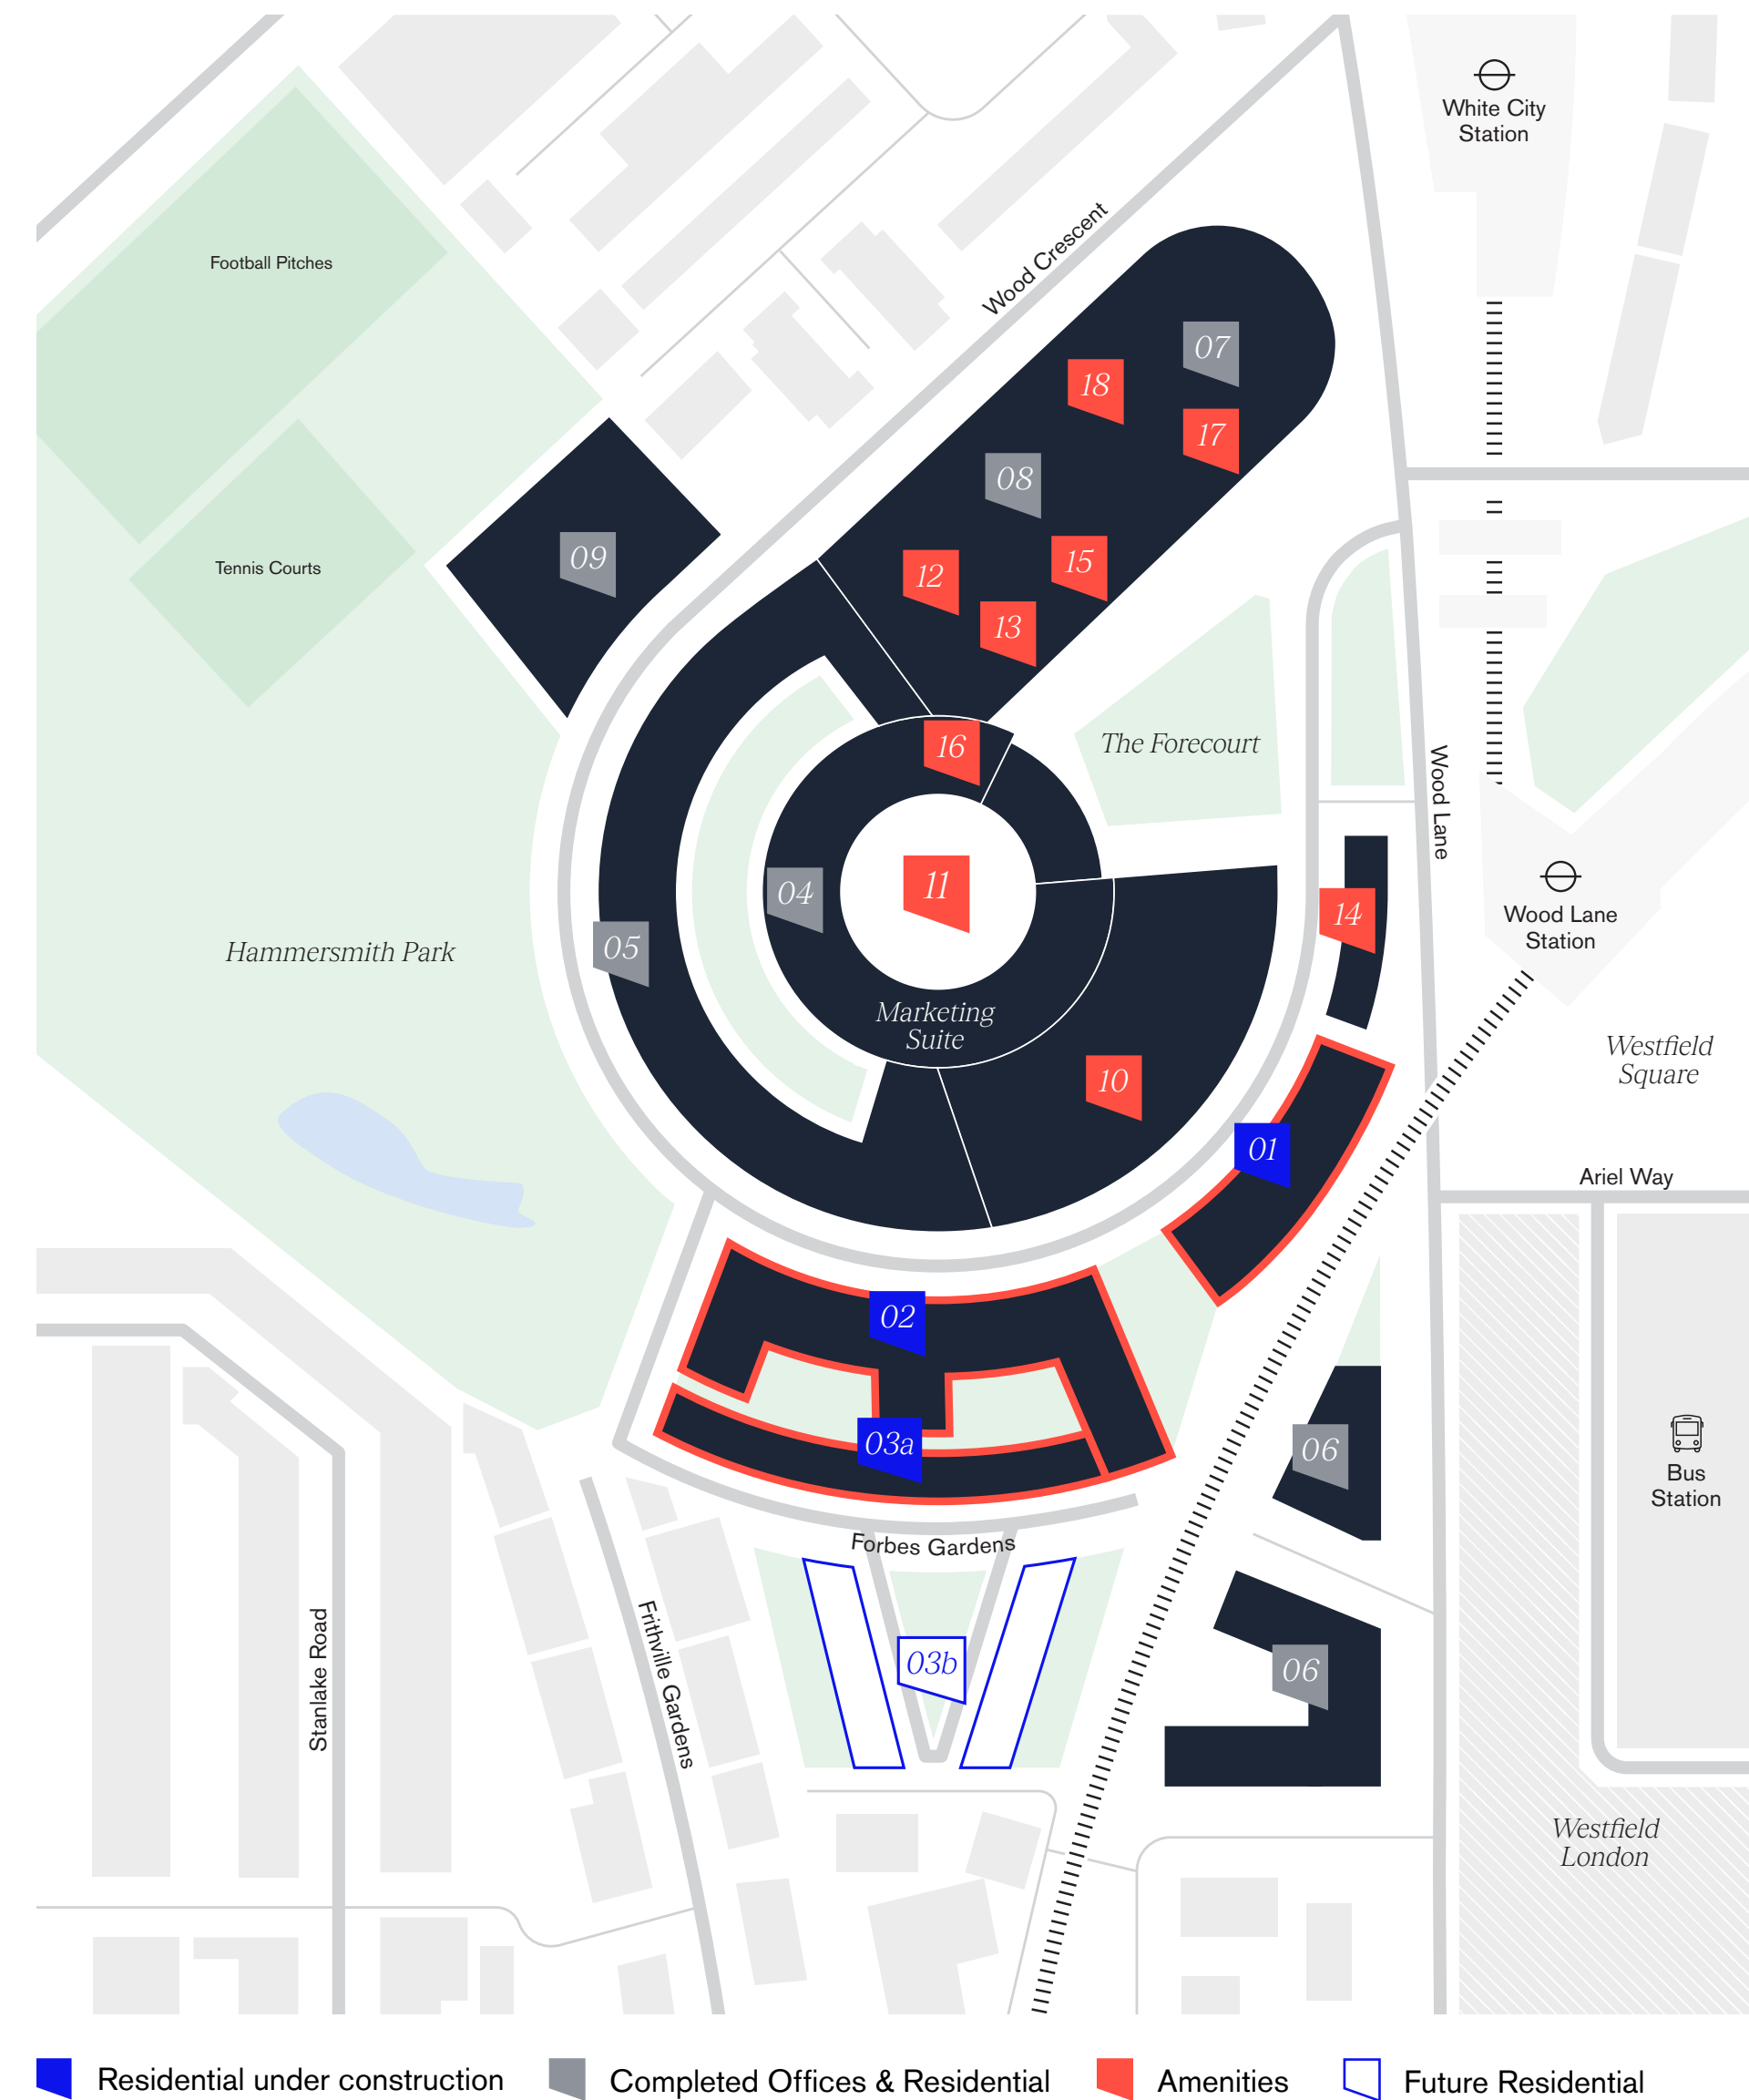 White City
Station
Football Pitches
Wood Crescent
07
18
17
08
09
Tennis Courts
12
15
13
16
The Forecourt
Wood Lane
04
11
14
Wood Lane
Station
05
Hammersmith Park
Marketing
Suite
Westfield
Square
10
01
Ariel Way
02
03a
06
Bus
Station
Forbes Gardens
03b
06
Stanlake Road
Frithville Gardens
Westfield
London
Residential under construction
Completed Offices & Residential
Amenities
Future Residential